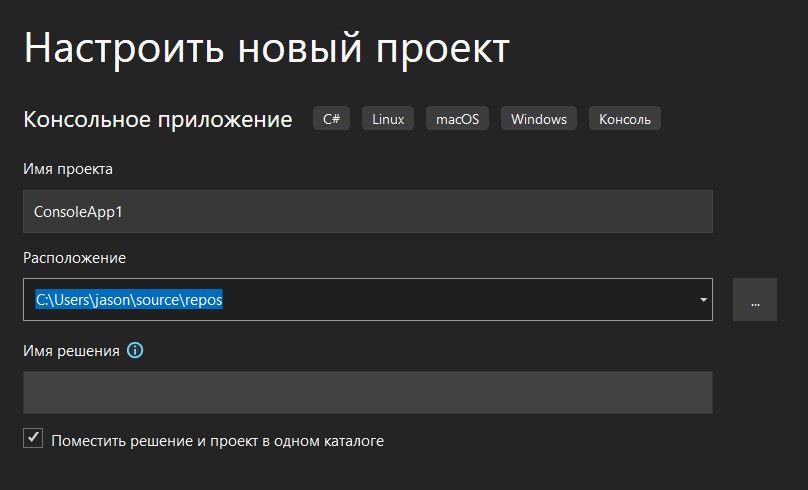 Настроить новый проект
Консольное приложение C# Linux macOS Windows Консоль
Имя проекта
ConsoleApp1
Расположение
C:\Users\jason\source\repos ...
Имя решения
Поместить решение и проект в одном каталоге